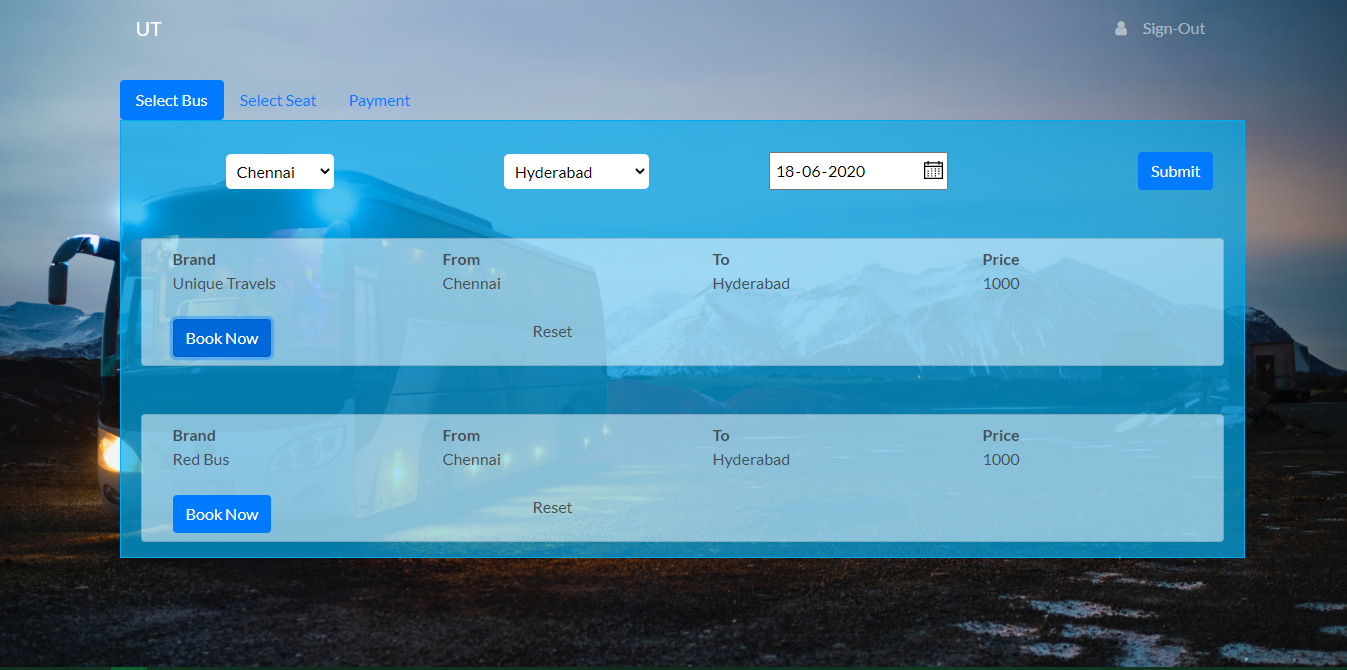 UT
Sign-Out
Select Bus Select Seat Payment
Chennai Hyderabad 18-06-2020 Submit
Brand From To Price
Unique Travels Chennai Hyderabad 1000
Book Now Reset
Brand From To Price
Red Bus Chennai Hyderabad 1000
Book Now Reset